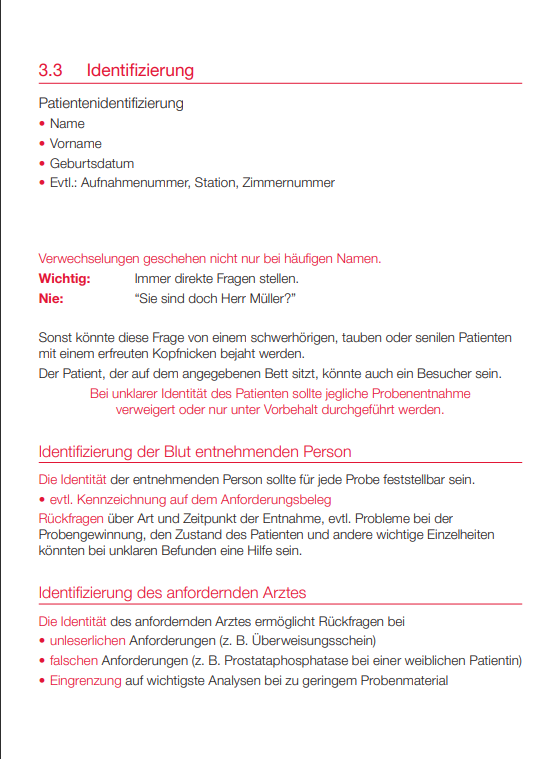 3.3 Identifizierung
Patientenidentifizierung
• Name
• Vorname
• Geburtsdatum
• Evtl.: Aufnahmenummer, Station, Zimmernummer
Verwechselungen geschehen nicht nur bei häufigen Namen.
Wichtig: Immer direkte Fragen stellen.
Nie: “Sie sind doch Herr Müller?”
Sonst könnte diese Frage von einem schwerhörigen, tauben oder senilen Patienten
mit einem erfreuten Kopfnicken bejaht werden.
Der Patient, der auf dem angegebenen Bett sitzt, könnte auch ein Besucher sein.
Bei unklarer Identität des Patienten sollte jegliche Probenentnahme
verweigert oder nur unter Vorbehalt durchgeführt werden.
Identifizierung der Blut entnehmenden Person
Die Identität der entnehmenden Person sollte für jede Probe feststellbar sein.
• evtl. Kennzeichnung auf dem Anforderungsbeleg
Rückfragen über Art und Zeitpunkt der Entnahme, evtl. Probleme bei der
Probengewinnung, den Zustand des Patienten und andere wichtige Einzelheiten
könnten bei unklaren Befunden eine Hilfe sein.
Identifizierung des anfordernden Arztes
Die Identität des anfordernden Arztes ermöglicht Rückfragen bei
• unleserlichen Anforderungen (z. B. Überweisungsschein)
• falschen Anforderungen (z. B. Prostataphosphatase bei einer weiblichen Patientin)
• Eingrenzung auf wichtigste Analysen bei zu geringem Probenmaterial